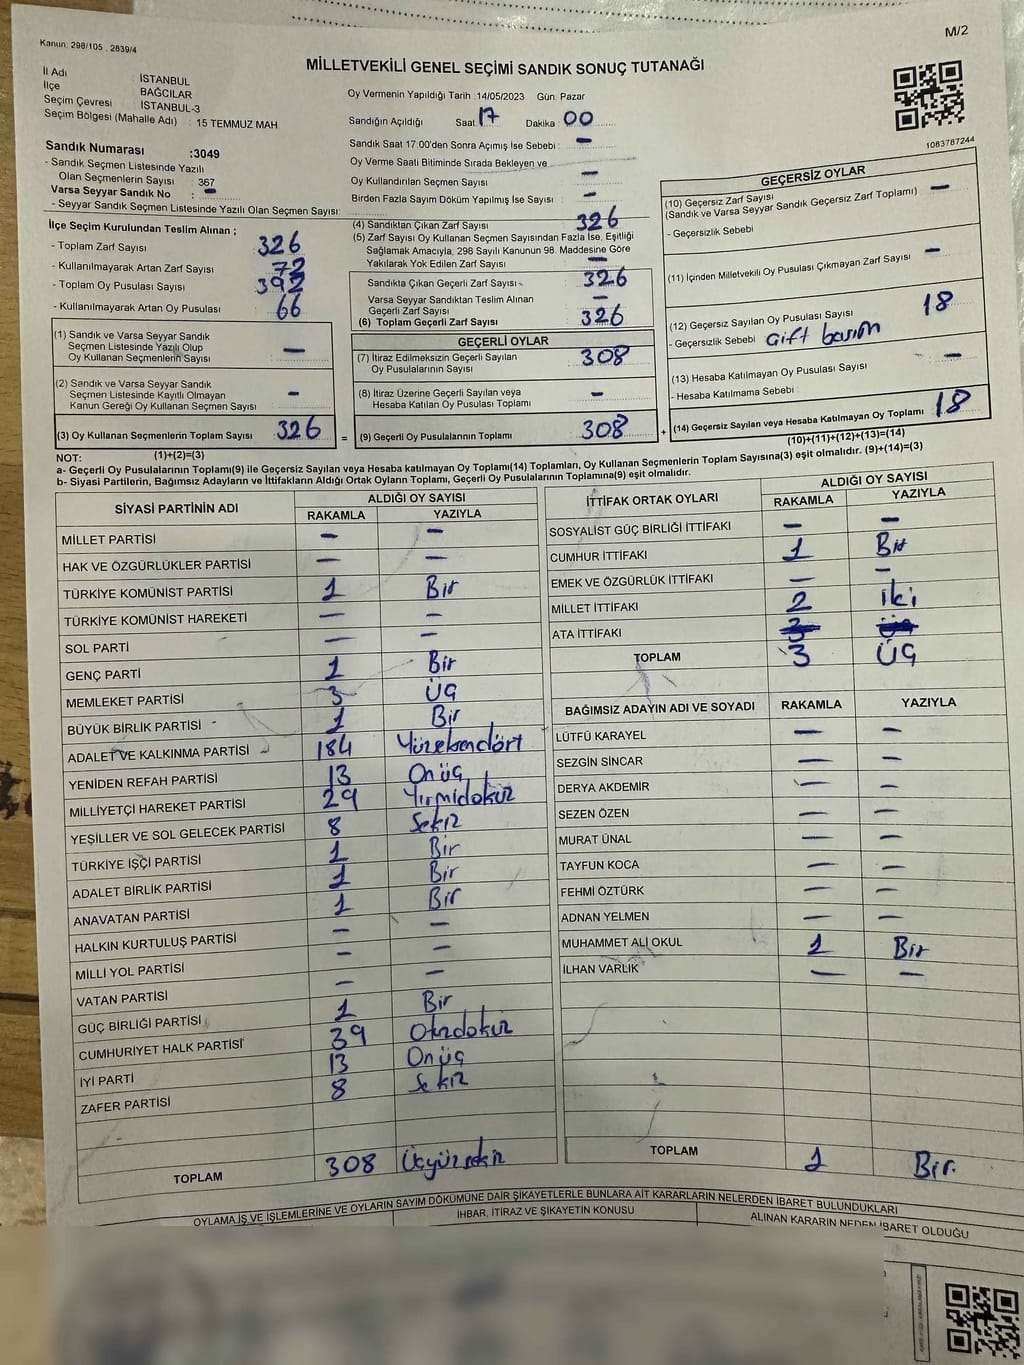 Kanun: 298/105 . 2839/4
M/2
MİLLETVEKİLİ GENEL SEÇİMİ SANDIK SONUÇ TUTANAĞI
İl Adı : İSTANBUL
İlçe : BAĞCILAR
Seçim Çevresi : İSTANBUL-3
Seçim Bölgesi (Mahalle Adı) : 15 TEMMUZ MAH
Oy Vermenin Yapıldığı Tarih :14/05/2023 Gün: Pazar
Sandığın Açıldığı Saat: 17 Dakika : 00
1083787244
Sandık Numarası :3049
- Sandık Seçmen Listesinde Yazılı
Olan Seçmenlerin Sayısı : 367
Varsa Seyyar Sandık No : -
- Seyyar Sandık Seçmen Listesinde Yazılı Olan Seçmen Sayısı:
Sandık Saat 17:00'den Sonra Açımış İse Sebebi : -
Oy Verme Saati Bitiminde Sırada Bekleyen ve
Oy Kullandırılan Seçmen Sayısı : -
Birden Fazla Sayım Döküm Yapılmış İse Sayısı : -
İlçe Seçim Kurulundan Teslim Alınan ;
- Toplam Zarf Sayısı : 326
- Kullanılmayarak Artan Zarf Sayısı : 72
- Toplam Oy Pusulası Sayısı : 392
- Kullanılmayarak Artan Oy Pusulası : 66
(1) Sandık ve Varsa Seyyar Sandık
Seçmen Listesinde Yazılı Olup
Oy Kullanan Seçmenlerin Sayısı : -
(2) Sandık ve Varsa Seyyar Sandık
Seçmen Listesinde Kayıtlı Olmayan
Kanun Gereği Oy Kullanan Seçmen Sayısı : -
(3) Oy Kullanan Seçmenlerin Toplam Sayısı : 326
(1)+(2)=(3)
(4) Sandıktan Çıkan Zarf Sayısı : 326
(5) Zarf Sayısı Oy Kullanan Seçmen Sayısından Fazla İse, Eşitliği
Sağlamak Amacıyla, 298 Sayılı Kanunun 98. Maddesine Göre
Yakılarak Yok Edilen Zarf Sayısı : -
Sandıkta Çıkan Geçerli Zarf Sayısı : 326
Varsa Seyyar Sandıktan Teslim Alınan
Geçerli Zarf Sayısı : -
(6) Toplam Geçerli Zarf Sayısı : 326
GEÇERLİ OYLAR
(7) İtiraz Edilmeksizin Geçerli Sayılan
Oy Pusulalarının Sayısı : 308
(8) İtiraz Üzerine Geçerli Sayılan veya
Hesaba Katılan Oy Pusulası Toplamı : -
= (9) Geçerli Oy Pusulalarının Toplamı : 308 +
GEÇERSİZ OYLAR
(10) Geçersiz Zarf Sayısı : -
(Sandık ve Varsa Seyyar Sandık Geçersiz Zarf Toplamı)
- Geçersizlik Sebebi
(11) İçinden Milletvekili Oy Pusulası Çıkmayan Zarf Sayısı : -
(12) Geçersiz Sayılan Oy Pusulası Sayısı : 18
- Geçersizlik Sebebi Çift basım
(13) Hesaba Katılmayan Oy Pusulası Sayısı : -
- Hesaba Katılmama Sebebi :
(14) Geçersiz Sayılan veya Hesaba Katılmayan Oy Toplamı : 18
(10)+(11)+(12)+(13)=(14)
NOT:
a- Geçerli Oy Pusulalarının Toplamı(9) ile Geçersiz Sayılan veya Hesaba katılmayan Oy Toplamı(14) Toplamları, Oy Kullanan Seçmenlerin Toplam Sayısına(3) eşit olmalıdır. (9)+(14)=(3)
b- Siyasi Partilerin, Bağımsız Adayların ve İttifakların Aldığı Ortak Oyların Toplamı, Geçerli Oy Pusulalarının Toplamına(9) eşit olmalıdır.
SİYASİ PARTİNİN ADI ALDIĞI OY SAYISI
RAKAMLA YAZIYLA
MİLLET PARTİSİ - -
HAK VE ÖZGÜRLÜKLER PARTİSİ - -
TÜRKİYE KOMÜNİST PARTİSİ 1 Bir
TÜRKİYE KOMÜNİST HAREKETİ - -
SOL PARTİ - -
GENÇ PARTİ 1 Bir
MEMLEKET PARTİSİ 3 Üç
BÜYÜK BİRLİK PARTİSİ 1 Bir
ADALET VE KALKINMA PARTİSİ 184 Yüzseksendört
YENİDEN REFAH PARTİSİ 13 Onüç
MİLLİYETÇİ HAREKET PARTİSİ 29 Yirmidokuz
YEŞİLLER VE SOL GELECEK PARTİSİ 8 Sekiz
TÜRKİYE İŞÇİ PARTİSİ 1 Bir
ADALET BİRLİK PARTİSİ 1 Bir
ANAVATAN PARTİSİ 1 Bir
HALKIN KURTULUŞ PARTİSİ - -
MİLLİ YOL PARTİSİ - -
VATAN PARTİSİ - -
GÜÇ BİRLİĞİ PARTİSİ 1 Bir
CUMHURİYET HALK PARTİSİ 39 Otuzdokuz
İYİ PARTİ 13 Onüç
ZAFER PARTİSİ 8 Sekiz
TOPLAM 308 Üçyüzsekiz
İTTİFAK ORTAK OYLARI ALDIĞI OY SAYISI
RAKAMLA YAZIYLA
SOSYALİST GÜÇ BİRLİĞİ İTTİFAKI - -
CUMHUR İTTİFAKI 1 Bir
EMEK VE ÖZGÜRLÜK İTTİFAKI - -
MİLLET İTTİFAKI 2 iki
ATA İTTİFAKI 3 Üç
TOPLAM 3 Üç
BAĞIMSIZ ADAYIN ADI VE SOYADI RAKAMLA YAZIYLA
LÜTFÜ KARAYEL - -
SEZGİN SİNCAR - -
DERYA AKDEMİR - -
SEZEN ÖZEN - -
MURAT ÜNAL - -
TAYFUN KOCA - -
FEHMİ ÖZTÜRK - -
ADNAN YELMEN - -
MUHAMMET ALİ OKUL 1 Bir
İLHAN VARLIK - -
TOPLAM 1 Bir.
OYLAMA İŞ VE İŞLEMLERİNE VE OYLARIN SAYIM DÖKÜMÜNE DAİR ŞİKAYETLERLE BUNLARA AİT KARARLARIN NELERDEN İBARET BULUNDUKLARI
İHBAR, İTİRAZ VE ŞİKAYETİN KONUSU
ALINAN KARARIN NEDEN İBARET OLDUĞU